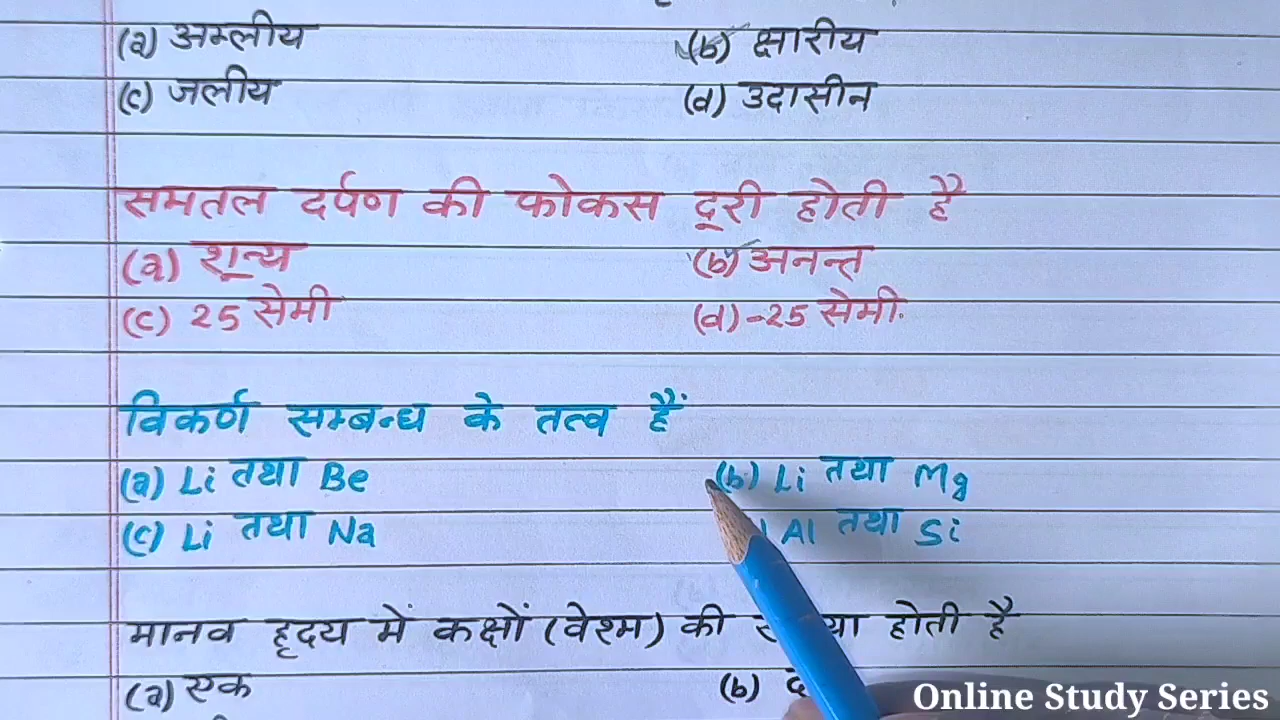 (a) अम्लीय (b) क्षारीय
(c) जलीय (d) उदासीन
समतल दर्पण की फोकस दूरी होती है
(a) शून्य (b) अनन्त
(c) 25 सेमी (d) -25 सेमी.
विकर्ण सम्बन्ध के तत्व हैं
(a) Li तथा Be (b) Li तथा Mg
(c) Li तथा Na Al तथा Si
मानव हृदय में कक्षों (वेश्म) की होती है
(a) एक (b)
Online Study Series